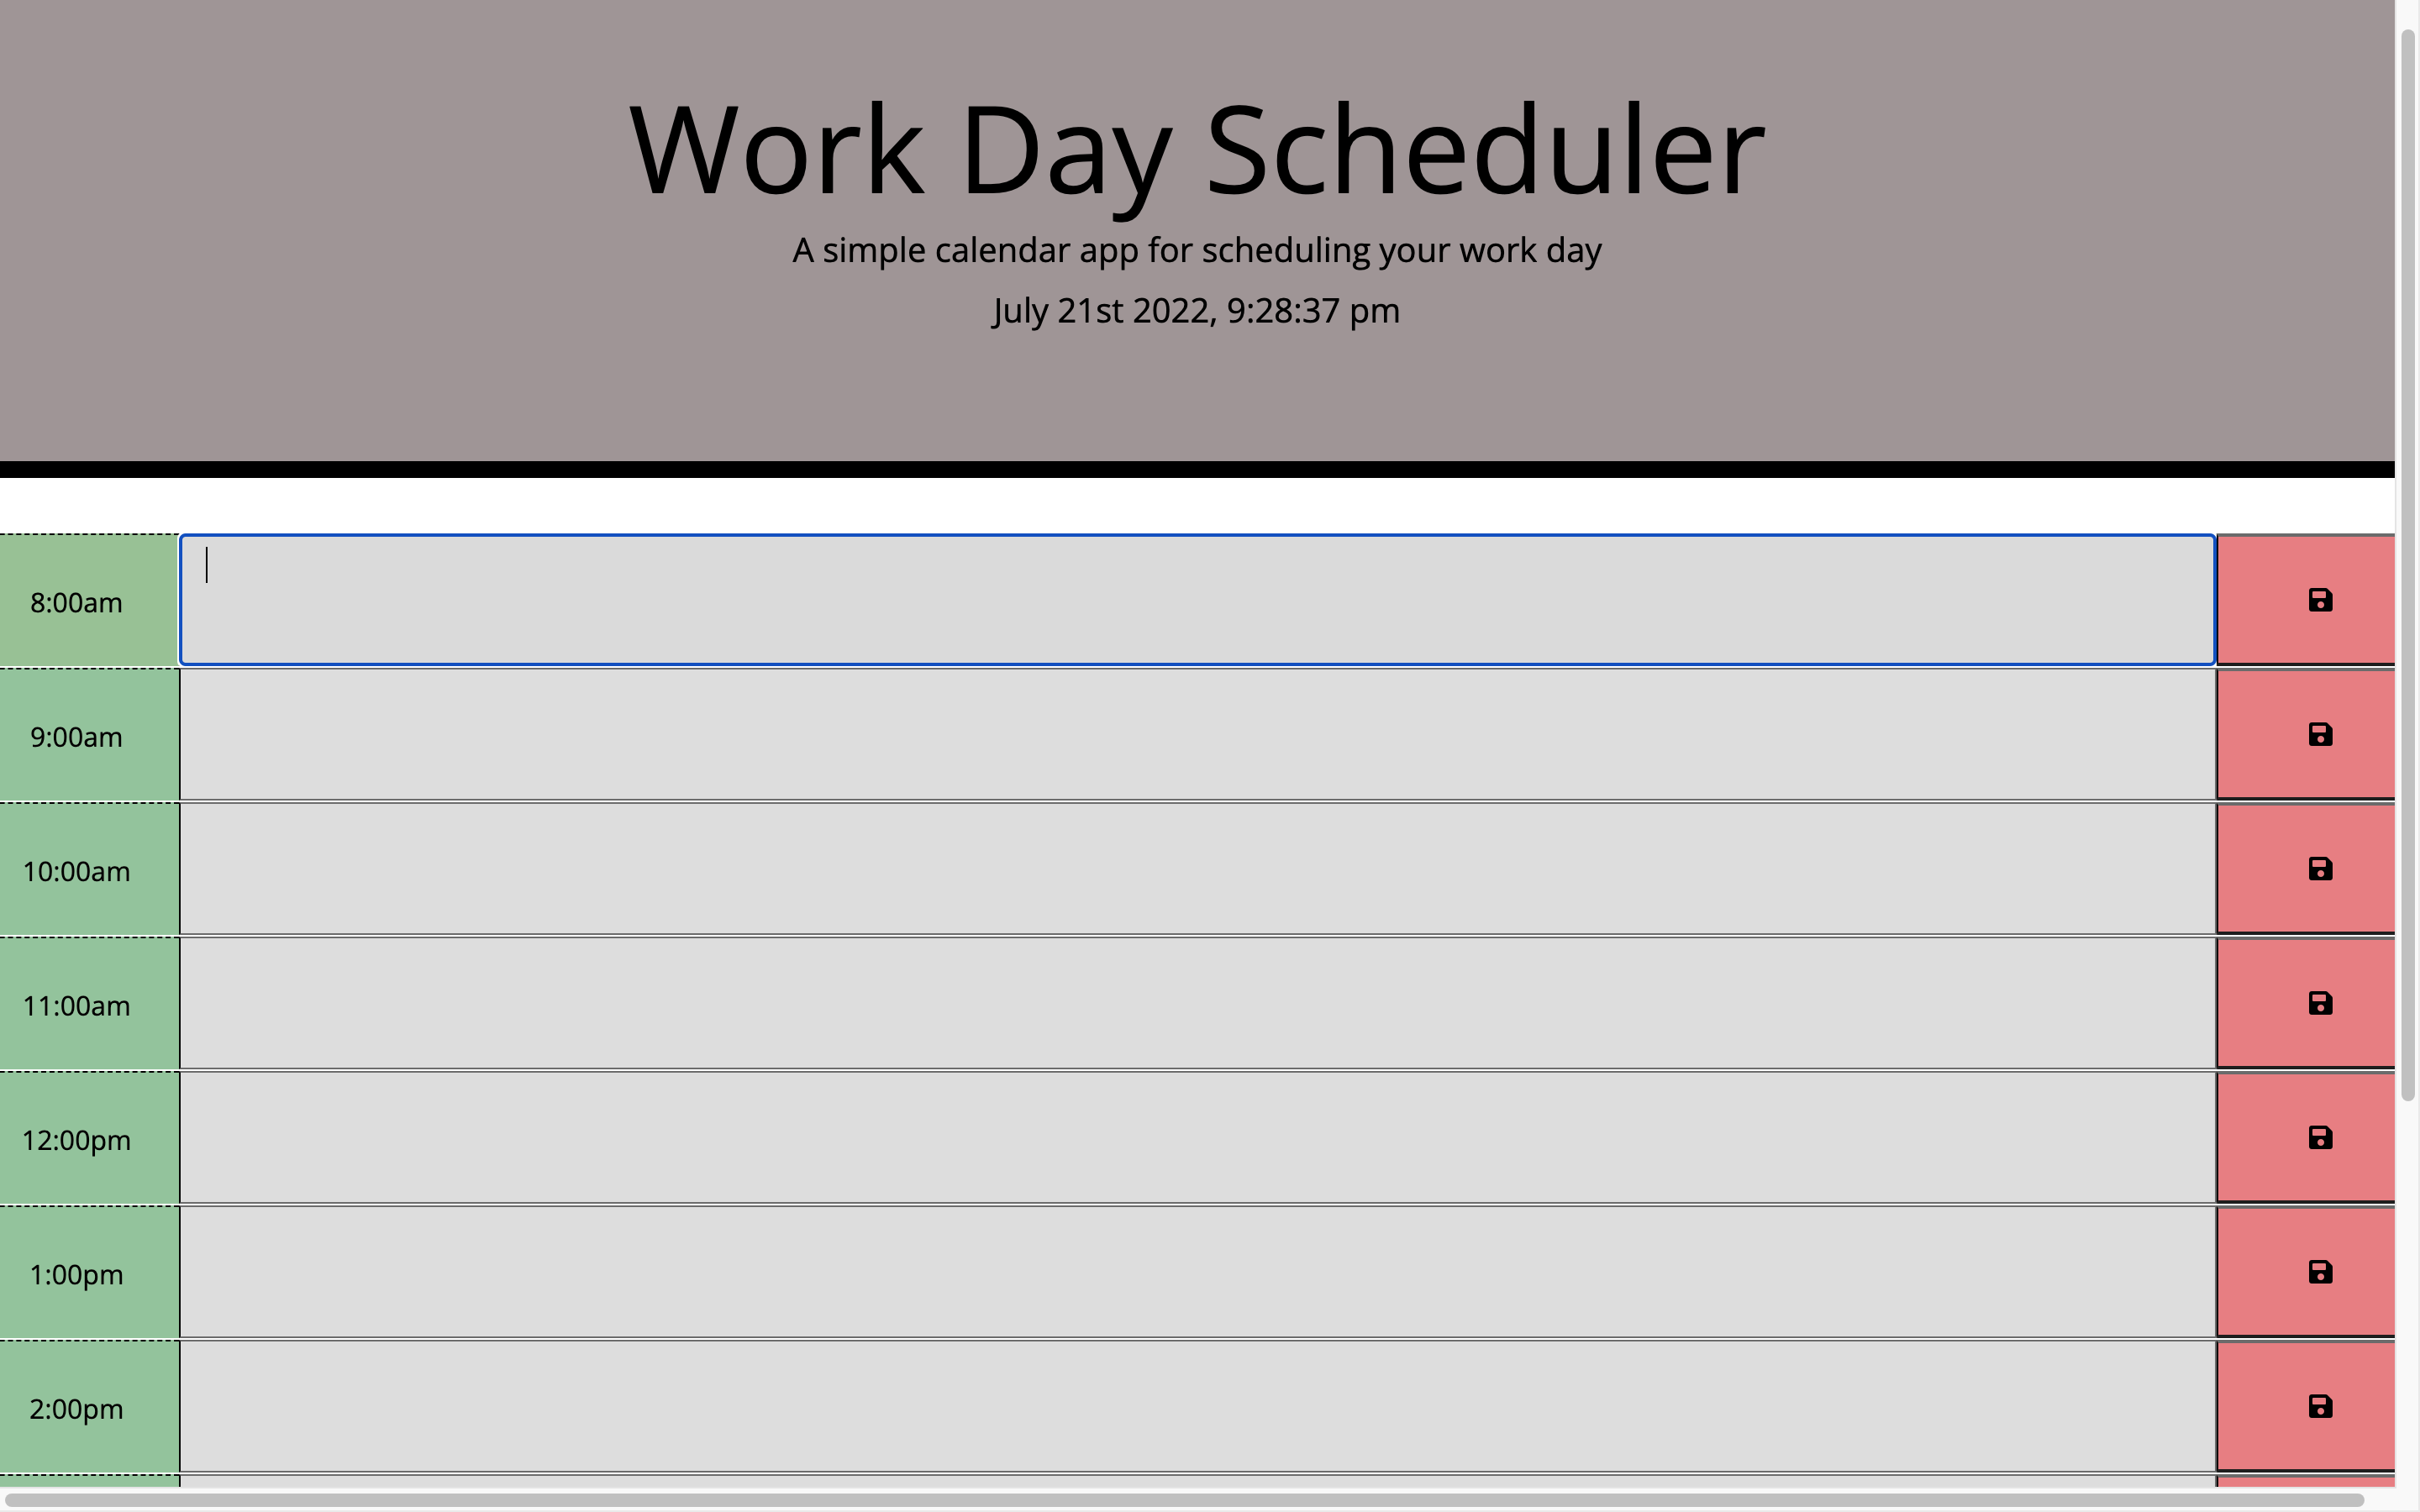 Work Day Scheduler
A simple calendar app for scheduling your work day
July 21st 2022, 9:28:37 pm
8:00am
9:00am
10:00am
11:00am
12:00pm
1:00pm
2:00pm